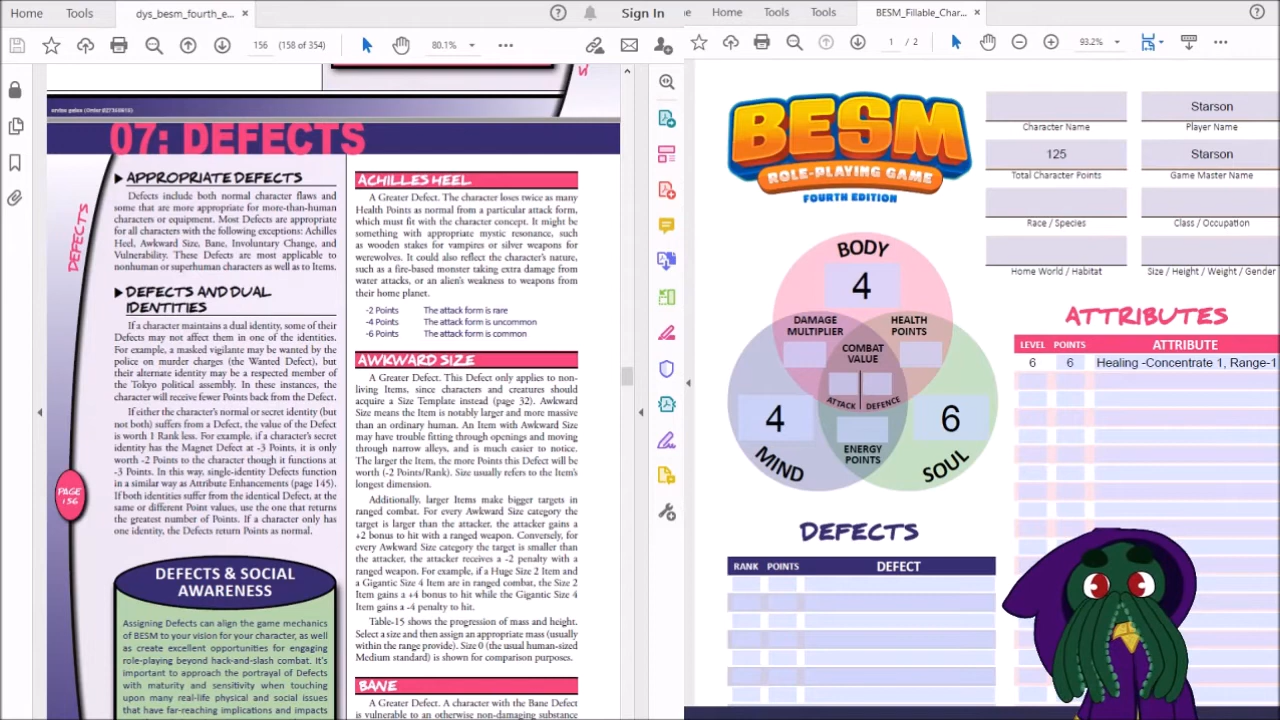 Home
Tools
dys_besm_fourth_e...
Sign In
Home
Tools
Tools
BESM_Fillable_Char...
156
(158 of 354)
80.1%
1 / 2
93.2%
07: DEFECTS
DEFECTS
PAGE
156
APPROPRIATE DEFECTS
Defects include both normal character flaws and
some that are more appropriate for more-than-human
characters or equipment. Most Defects are appropriate
for all characters with the following exceptions: Achilles
Heel, Awkward Size, Bane, Involuntary Change, and
Vulnerability. These Defects are most applicable to
nonhuman or superhuman characters as well as to Items.
DEFECTS AND DUAL
IDENTITIES
If a character maintains a dual identity, some of their
Defects may not affect them in one of the identities.
For example, a masked vigilante may be wanted by the
police on murder charges (the Wanted Defect), but
their alternate identity may be a respected member of
the Tokyo political assembly. In these instances, the
character will receive fewer Points back from the Defect.
If either the character's normal or secret identity (but
not both) suffers from a Defect, the value of the Defect
is worth 1 Rank less. For example, if a character's secret
identity has the Magnet Defect at -3 Points, it is only
worth -2 Points to the character though it functions at
-3 Points. In this way, single-identity Defects function
in a similar way as Attribute Enhancements (page 145).
If both identities suffer from the identical Defect, at the
same or different Point values, use the one that returns
the greatest number of Points. If a character only has
one identity, the Defects return Points as normal.
DEFECTS & SOCIAL
AWARENESS
Assigning Defects can align the game mechanics
of BESM to your vision for your character, as well
as create excellent opportunities for engaging
role-playing beyond hack-and-slash combat. It's
important to approach the portrayal of Defects
with maturity and sensitivity when touching
upon many real-life physical and social issues
that have far-reaching implications and impacts
ACHILLES HEEL
A Greater Defect. The character loses twice as many
Health Points as normal from a particular attack form,
which must fit with the character concept. It might be
something with appropriate mystic resonance, such
as wooden stakes for vampires or silver weapons for
werewolves. It could also reflect the character's nature,
such as a fire-based monster taking extra damage from
water attacks, or an alien's weakness to weapons from
their home planet.
-2 Points The attack form is rare
-4 Points The attack form is uncommon
-6 Points The attack form is common
AWKWARD SIZE
A Greater Defect. This Defect only applies to non-
living Items, since characters and creatures should
acquire a Size Template instead (page 32). Awkward
Size means the Item is notably larger and more massive
than an ordinary human. An Item with Awkward Size
may have trouble fitting through openings and moving
through narrow alleys, and is much easier to notice.
The larger the Item, the more Points this Defect will be
worth (-2 Points/Rank). Size usually refers to the Item's
longest dimension.
Additionally, larger Items make bigger targets in
ranged combat. For every Awkward Size category the
target is larger than the attacker, the attacker gains a
+2 bonus to hit with a ranged weapon. Conversely, for
every Awkward Size category the target is smaller than
the attacker, the attacker receives a -2 penalty with a
ranged weapon. For example, if a Huge Size 2 Item and
a Gigantic Size 4 Item are in ranged combat, the Size 2
Item gains a +4 bonus to hit while the Gigantic Size 4
Item gains a -4 penalty to hit.
Table-15 shows the progression of mass and height.
Select a size and then assign an appropriate mass (usually
within the range provide). Size 0 (the usual human-sized
Medium standard) is shown for comparison purposes.
BANE
A Greater Defect. A character with the Bane Defect
is vulnerable to an otherwise non-damaging substance
BESM
ROLE-PLAYING GAME
FOURTH EDITION
Character Name
Starson
Player Name
125
Total Character Points
Starson
Game Master Name
Race / Species
Class / Occupation
Home World / Habitat
Size / Height / Weight / Gender
BODY
4
DAMAGE
MULTIPLIER
HEALTH
POINTS
COMBAT
VALUE
ATTACK
DEFENCE
4
MIND
6
SOUL
ENERGY
POINTS
ATTRIBUTES
LEVEL POINTS ATTRIBUTE
6 6 Healing -Concentrate 1, Range-1
DEFECTS
RANK POINTS DEFECT